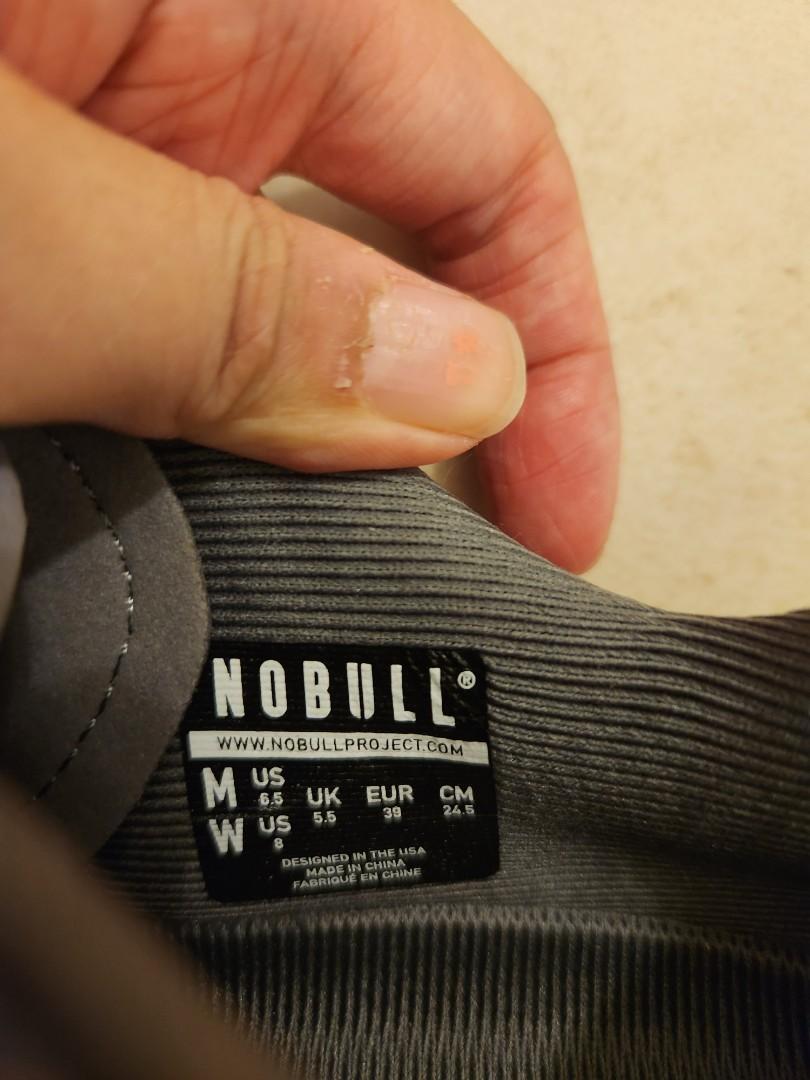 NOBULL®
WWW.NOBULLPROJECT.COM
M US 6.5 UK 5.5 EUR 39 CM 24.5
W US 8
DESIGNED IN THE USA
MADE IN CHINA
FABRIQUÉ EN CHINE